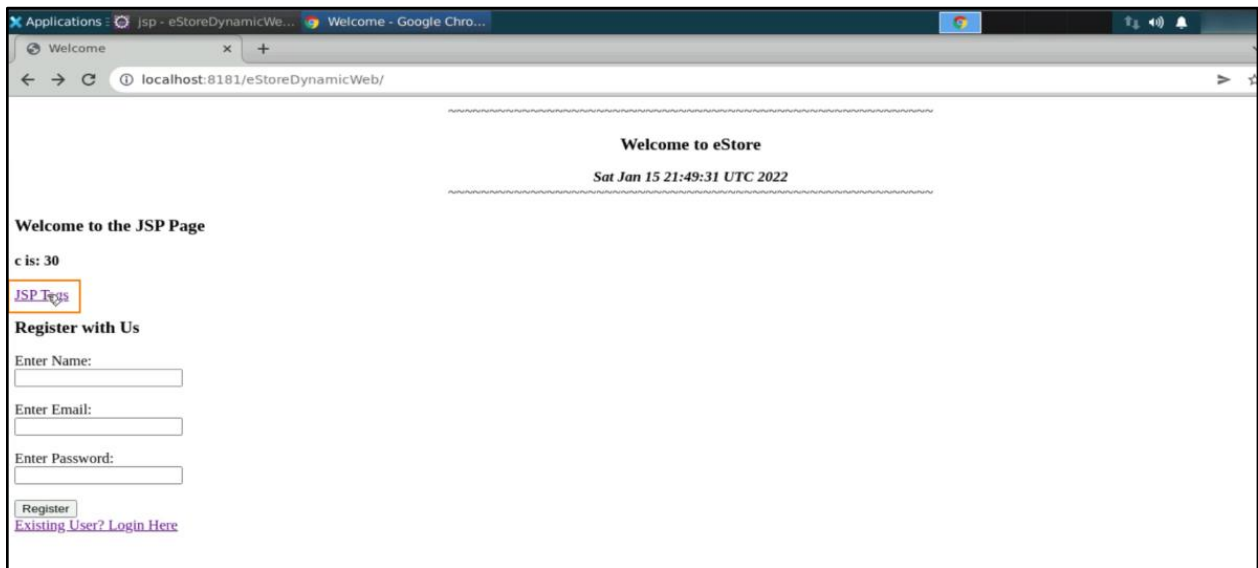 Applications : jsp - eStoreDynamicWe... Welcome - Google Chro...
Welcome
localhost:8181/eStoreDynamicWeb/
~~~~~~~~~~~~~~~~~~~~~~~~~~~~~~~~~~~~~~~~~~~~~~~~~~~~~~~~~~~~
Welcome to eStore
Sat Jan 15 21:49:31 UTC 2022
~~~~~~~~~~~~~~~~~~~~~~~~~~~~~~~~~~~~~~~~~~~~~~~~~~~~~~~~~~~~
Welcome to the JSP Page
c is: 30
JSP Tags
Register with Us
Enter Name:
Enter Email:
Enter Password:
Register
Existing User? Login Here